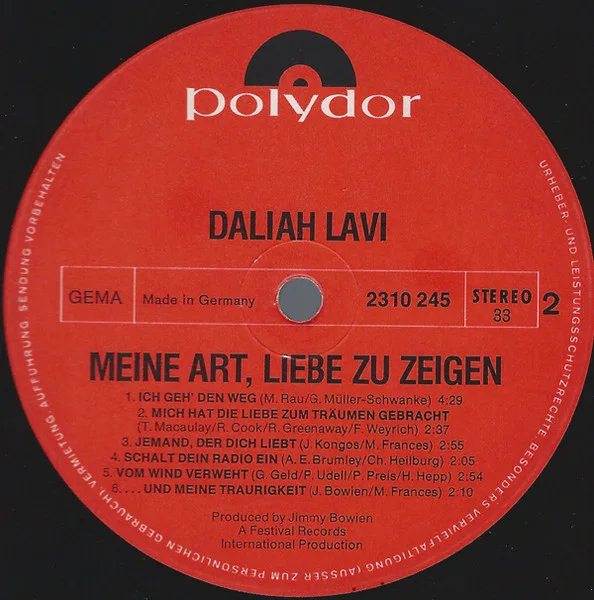 polydor
DALIAH LAVI
GEMA
Made in Germany
2310 245
STEREO
33
2
MEINE ART, LIEBE ZU ZEIGEN
1. ICH GEH' DEN WEG (M. Rau/G. Müller-Schwanke) 4:29
2. MICH HAT DIE LIEBE ZUM TRÄUMEN GEBRACHT
(T. Macaulay/R. Cook/R. Greenaway/F. Weyrich) 2:37
3. JEMAND, DER DICH LIEBT (J. Kongos/M. Frances) 2:55
4. SCHALT DEIN RADIO EIN (A. E. Brumley/Ch. Heilburg) 2:05
5. VOM WIND VERWEHT (G. Geld/P. Udell/P. Preis/H. Hepp) 2:54
6. ... UND MEINE TRAURIGKEIT (J. Bowien/M. Frances) 2:10
Produced by Jimmy Bowien
A Festival Records
International Production
URHEBER- UND LEISTUNGSSCHUTZRECHTE, BESONDERS VERVIELFÄLTIGUNG (AUSSER ZUM PERSÖNLICHEN GEBRAUCH) VERMIETUNG, AUFFÜHRUNG, SENDUNG VORBEHALTEN